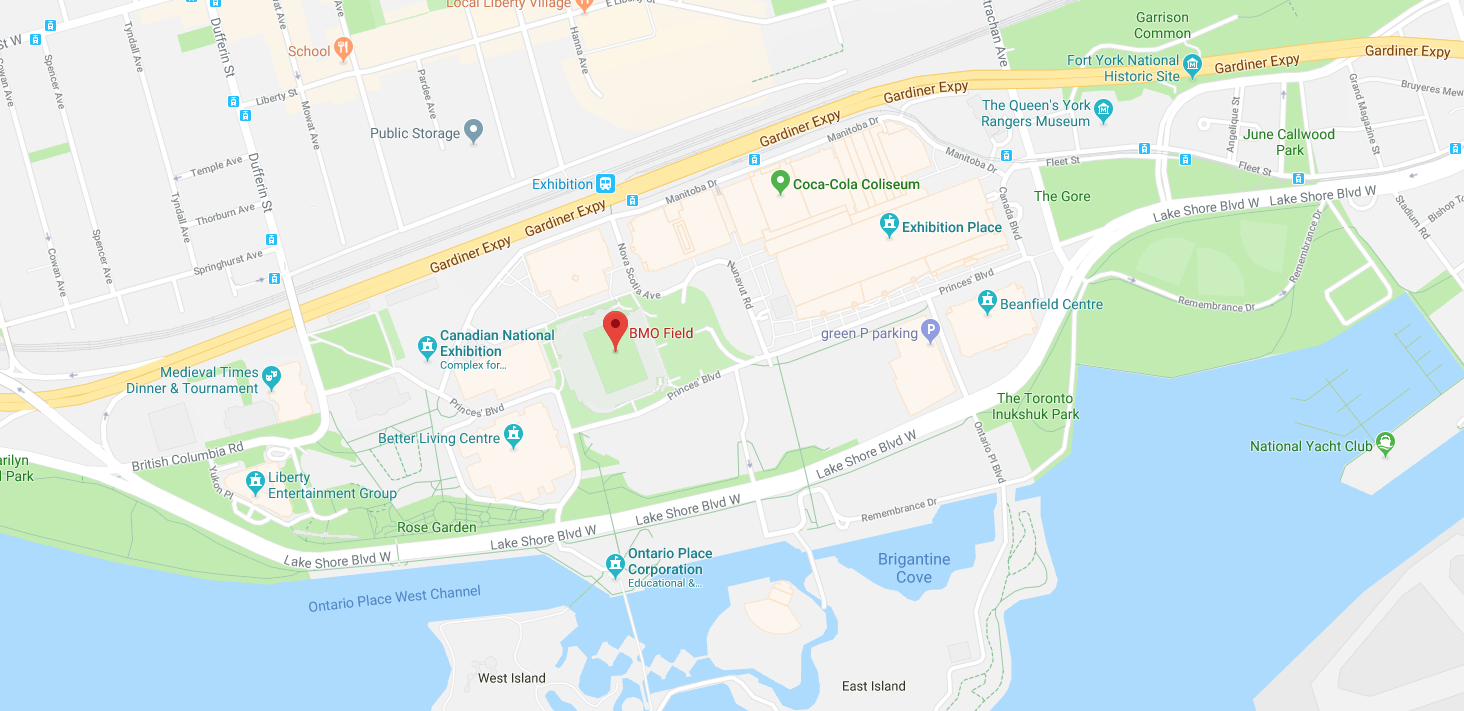 Local Liberty Village
E Liberty St
Garrison
Common
St W
Tyndall Ave
Dufferin St
Hanna Ave
trachan Ave
School
Gardiner Expy
Gardiner Expy
Fort York National
Historic Site
Spencer Ave
Cowan Ave
Pardee Ave
Liberty St
Mowat Ave
Gardiner Expy
Grand Magazine St
Bruyeres Mew
The Queen's York
Rangers Museum
Angelique St
Public Storage
Gardiner Expy
Manitoba Dr
June Callwood
Park
Temple Ave
Dufferin St
Manitoba Dr
Fleet St
Fleet St
Exhibition
Manitoba Dr
Coca-Cola Coliseum
The Gore
Lake Shore Blvd W
Lake Shore Blvd W
Tyndall Ave
Thorburn Ave
Gardiner Expy
Exhibition Place
Canada Blvd
Stadium Rd
Bishop To
Spencer Ave
Cowan Ave
Springhurst Ave
Gardiner Expy
Nova Scotia Ave
Nunavut Rd
Princes' Blvd
Remembrance Dr
Remembrance Dr
Beanfield Centre
BMO Field
green P parking
Canadian National
Exhibition
Complex for...
Medieval Times
Dinner & Tournament
Princes' Blvd
Princes' Blvd
The Toronto
Inukshuk Park
Better Living Centre
Lake Shore Blvd W
Ontario Pl Blvd
National Yacht Club
British Columbia Rd
arilyn
l Park
Yukon Pl
Liberty
Entertainment Group
Rose Garden
Lake Shore Blvd W
Remembrance Dr
Lake Shore Blvd W
Lake Shore Blvd W
Ontario Place
Corporation
Educational &...
Brigantine
Cove
Ontario Place West Channel
West Island
East Island
P